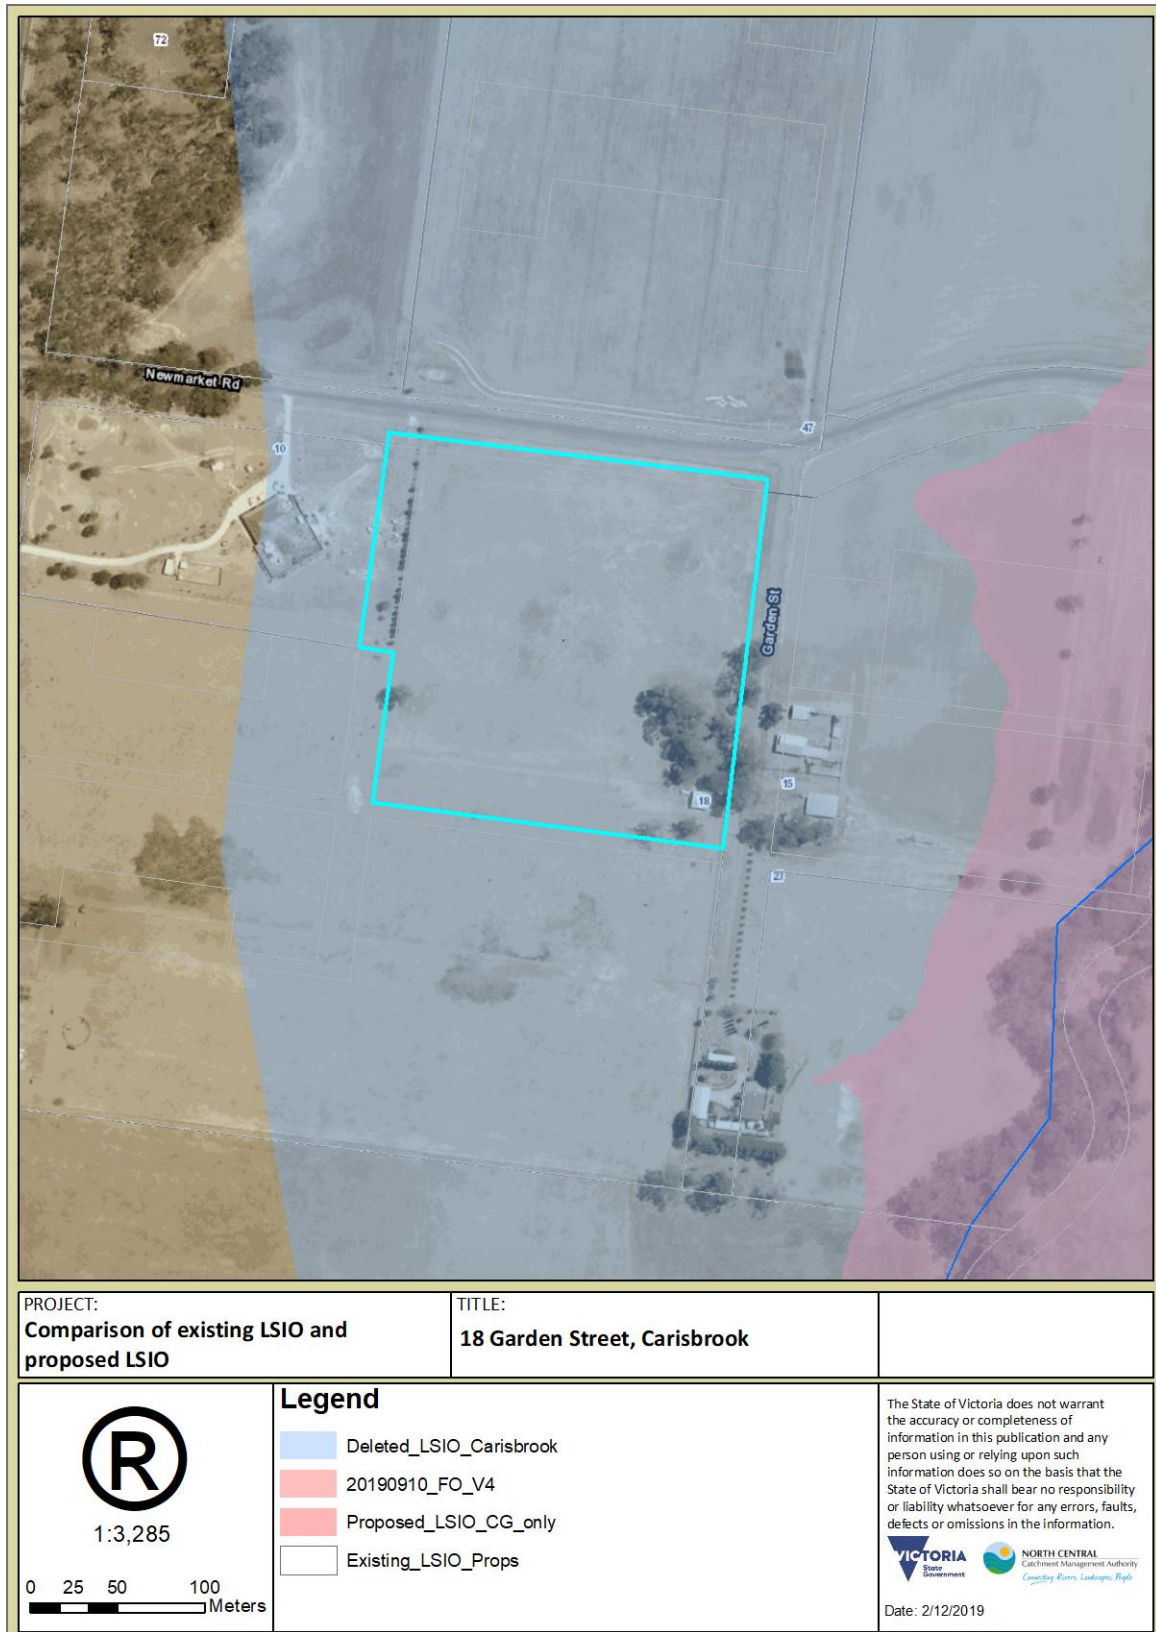 72
Newmarket Rd
10
47
Garden St
15
18
23
PROJECT:
Comparison of existing LSIO and
proposed LSIO
TITLE:
18 Garden Street, Carisbrook
R
1:3,285
0 25 50 100
Meters
Legend
Deleted_LSIO_Carisbrook
20190910_FO_V4
Proposed_LSIO_CG_only
Existing_LSIO_Props
The State of Victoria does not warrant
the accuracy or completeness of
information in this publication and any
person using or relying upon such
information does so on the basis that the
State of Victoria shall bear no responsibility
or liability whatsoever for any errors, faults,
defects or omissions in the information.
VICTORIA
State
Government
NORTH CENTRAL
Catchment Management Authority
Connecting Rivers, Landscapes, People
Date: 2/12/2019